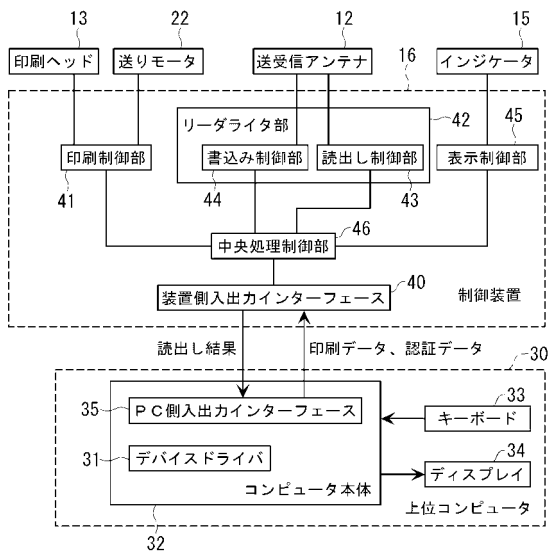 13
22
12
15
印刷ヘッド
送りモータ
送受信アンテナ
インジケータ
16
リーダライタ部
42
45
印刷制御部
書込み制御部
読出し制御部
表示制御部
41
44
43
46
中央処理制御部
40
装置側入出力インターフェース
制御装置
読出し結果
印刷データ、認証データ
30
35
PC側入出力インターフェース
33
キーボード
31
デバイスドライバ
34
ディスプレイ
コンピュータ本体
上位コンピュータ
32